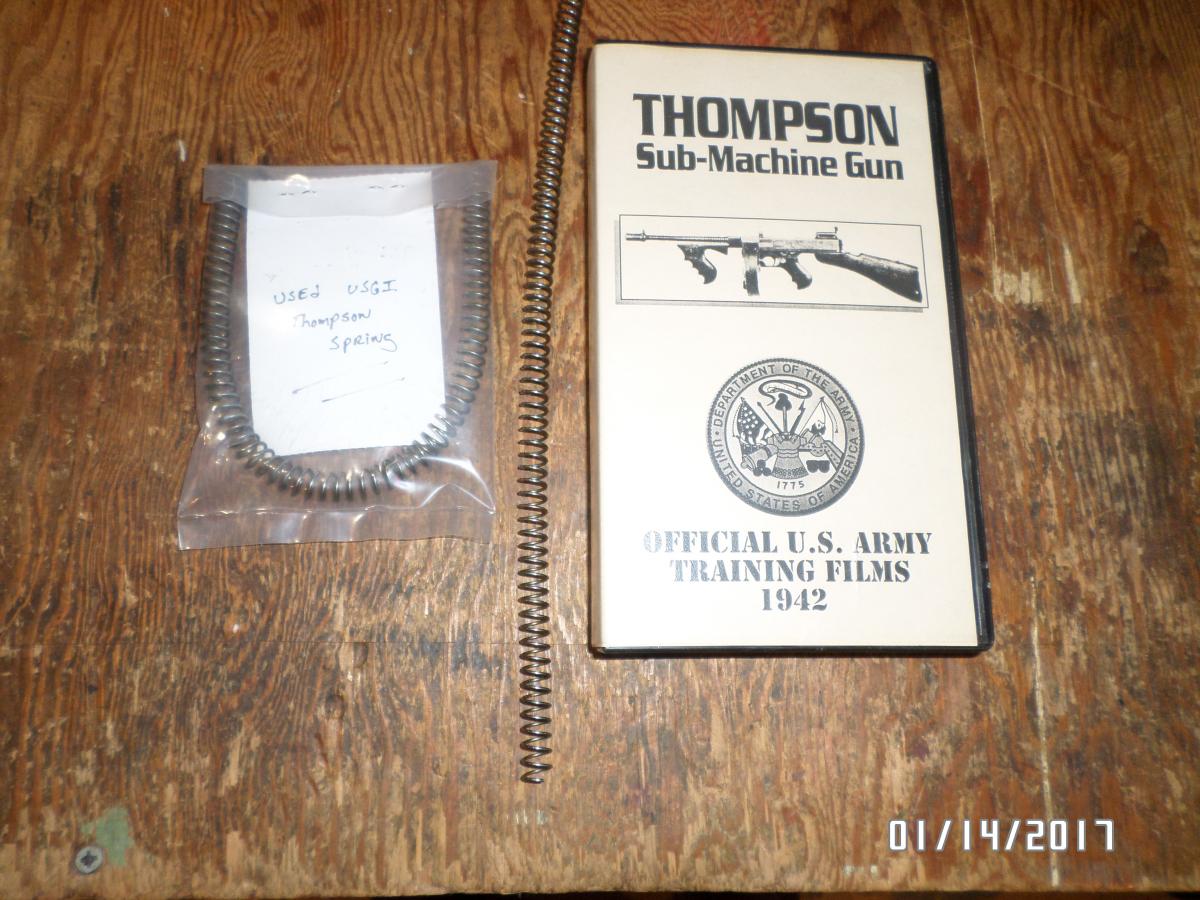 USEd USGI
Thompson
SPRING
THOMPSON
Sub-Machine Gun
DEPARTMENT OF THE ARMY
UNITED STATES OF AMERICA
1775
OFFICIAL U.S. ARMY
TRAINING FILMS
1942
01/14/2017